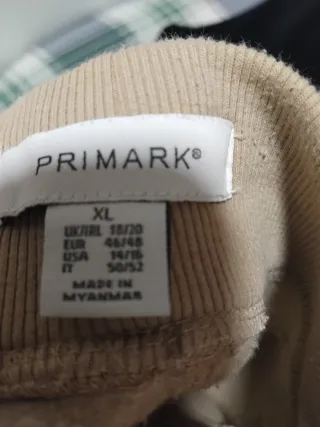 PRIMARK®
XL
UK/IRL 18/20
EUR 46/48
USA 14/16
IT 50/52
MADE IN
MYANMAR